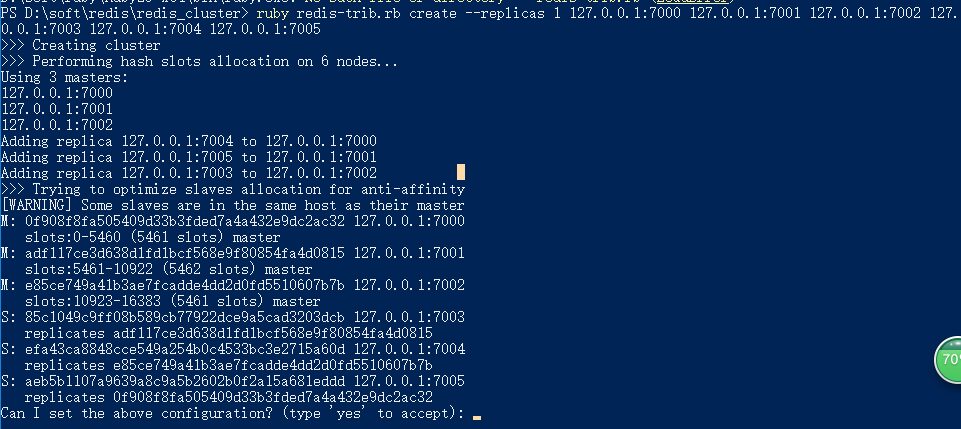 PS D:\soft\redis\redis_cluster> ruby redis-trib.rb create --replicas 1 127.0.0.1:7000 127.0.0.1:7001 127.0.0.1:7002 127.
0.0.1:7003 127.0.0.1:7004 127.0.0.1:7005
>>> Creating cluster
>>> Performing hash slots allocation on 6 nodes...
Using 3 masters:
127.0.0.1:7000
127.0.0.1:7001
127.0.0.1:7002
Adding replica 127.0.0.1:7004 to 127.0.0.1:7000
Adding replica 127.0.0.1:7005 to 127.0.0.1:7001
Adding replica 127.0.0.1:7003 to 127.0.0.1:7002
>>> Trying to optimize slaves allocation for anti-affinity
[WARNING] Some slaves are in the same host as their master
M: 0f908f8fa505409d33b3fded7a4a432e9dc2ac32 127.0.0.1:7000
slots:0-5460 (5461 slots) master
M: adf117ce3d638d1fd1bcf568e9f80854fa4d0815 127.0.0.1:7001
slots:5461-10922 (5462 slots) master
M: e85ce749a41b3ae7fcadde4dd2d0fd5510607b7b 127.0.0.1:7002
slots:10923-16383 (5461 slots) master
S: 85c1049c9ff08b589cb77922dce9a5cad3203dcb 127.0.0.1:7003
replicates adf117ce3d638d1fd1bcf568e9f80854fa4d0815
S: efa43ca8848cce549a254b0c4533bc3e2715a60d 127.0.0.1:7004
replicates e85ce749a41b3ae7fcadde4dd2d0fd5510607b7b
S: aeb5b1107a9639a8c9a5b2602b0f2a15a681eddd 127.0.0.1:7005
replicates 0f908f8fa505409d33b3fded7a4a432e9dc2ac32
Can I set the above configuration? (type 'yes' to accept):
70%